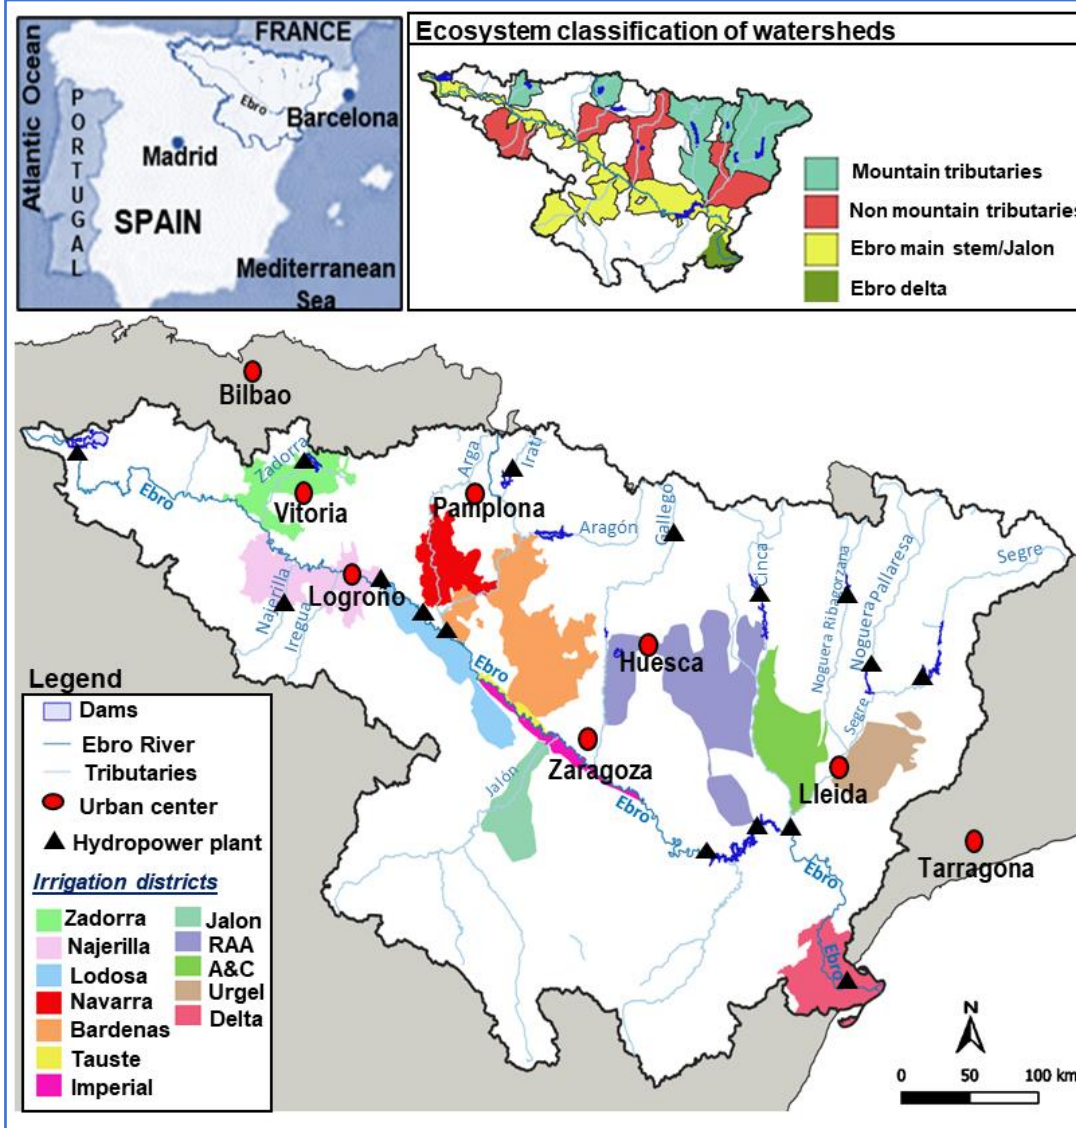 FRANCE
Atlantic Ocean
PORTUGAL
Ebro
Barcelona
Madrid
SPAIN
Mediterranean
Sea
Ecosystem classification of watersheds
Mountain tributaries
Non mountain tributaries
Ebro main stem/Jalon
Ebro delta
Bilbao
Zadorra
Vitoria
Ebro
Arga
Irati
Pamplona
Aragón
Gallego
Cinca
Noguera Ribagorzana
Noguera Pallaresa
Segre
Najerilla
Iregua
Logroño
Huesca
Ebro
Segre
Zaragoza
Jalón
Ebro
Lleida
Tarragona
Ebro
Ebro
Legend
Dams
Ebro River
Tributaries
Urban center
Hydropower plant
Irrigation districts
Zadorra
Najerilla
Lodosa
Navarra
Bardenas
Tauste
Imperial
Jalon
RAA
A&C
Urgel
Delta
N
0 50 100 km